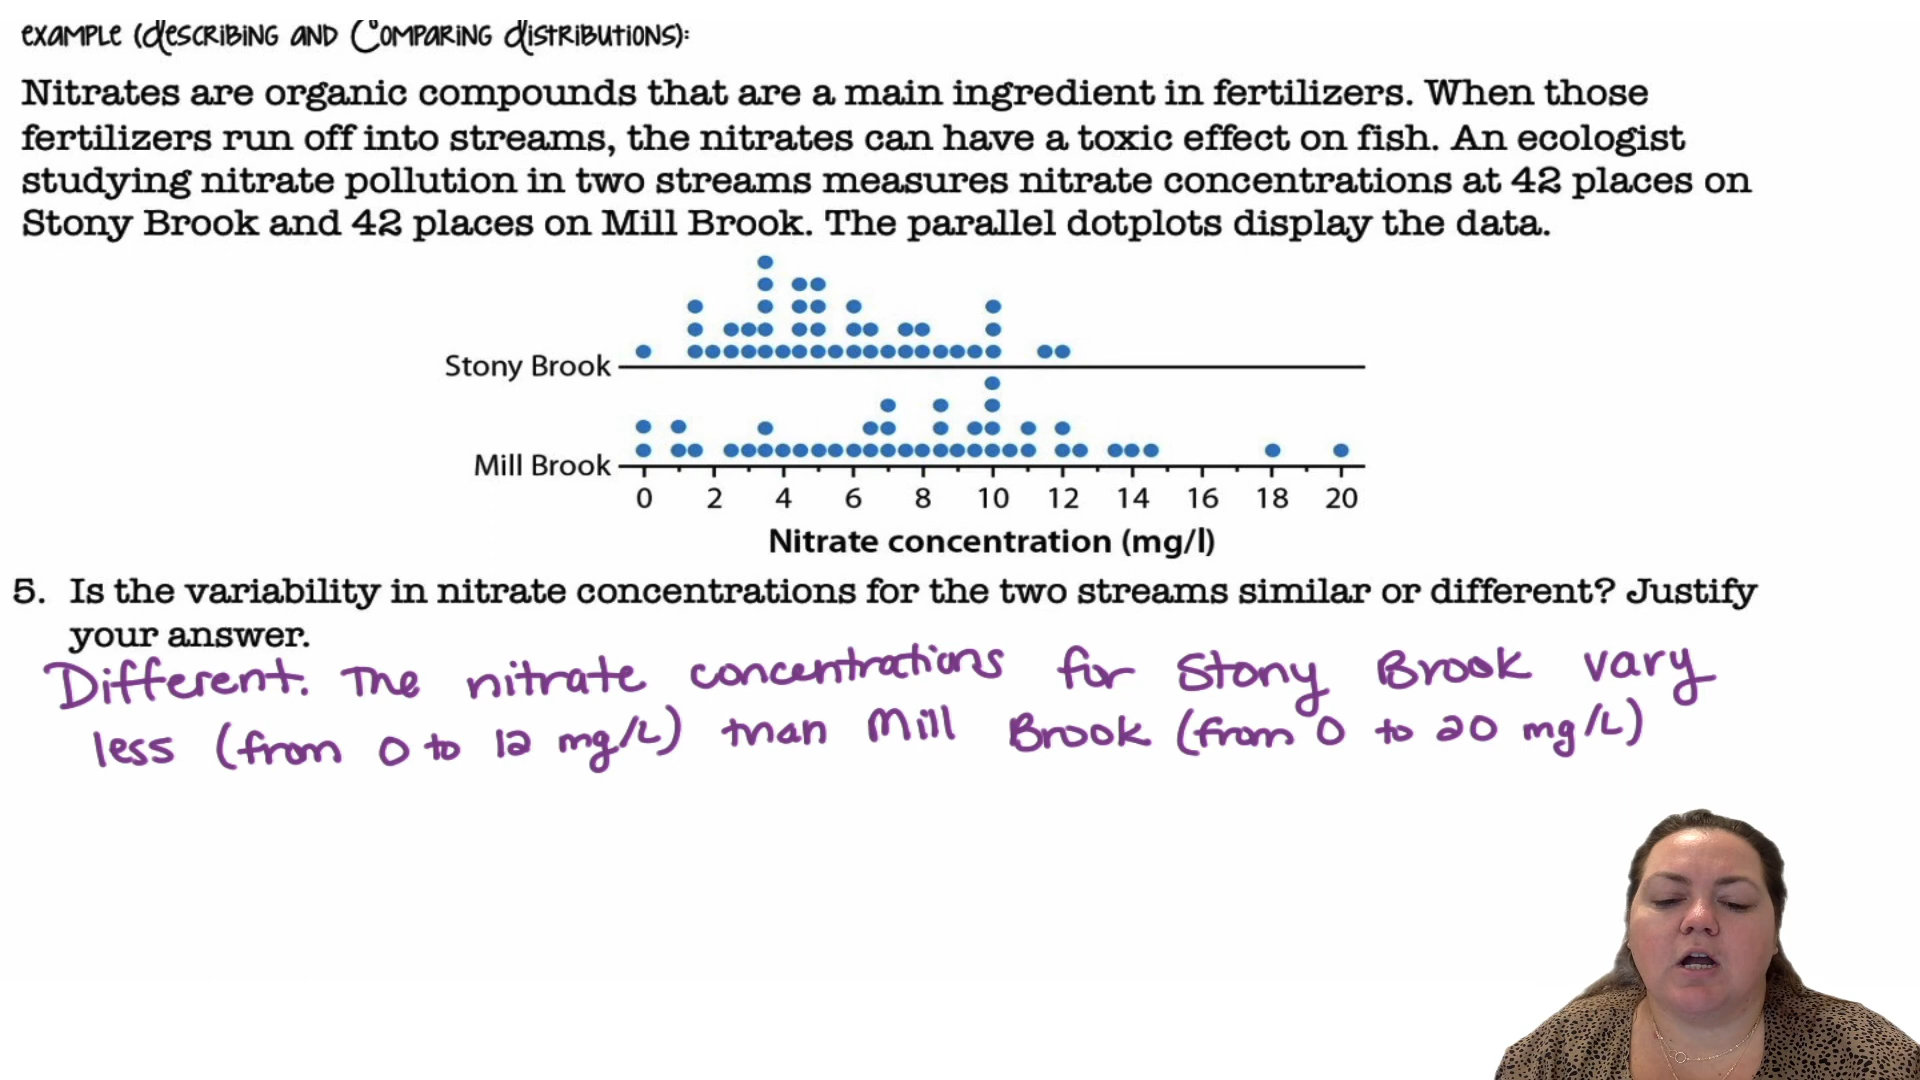 example (describing and comparing distributions):
Nitrates are organic compounds that are a main ingredient in fertilizers. When those
fertilizers run off into streams, the nitrates can have a toxic effect on fish. An ecologist
studying nitrate pollution in two streams measures nitrate concentrations at 42 places on
Stony Brook and 42 places on Mill Brook. The parallel dotplots display the data.
Stony Brook
Mill Brook
0 2 4 6 8 10 12 14 16 18 20
Nitrate concentration (mg/l)
5. Is the variability in nitrate concentrations for the two streams similar or different? Justify
your answer.
Different. The nitrate concentrations for Stony Brook vary
less (from 0 to 12 mg/L) than Mill Brook (from 0 to 20 mg/L)